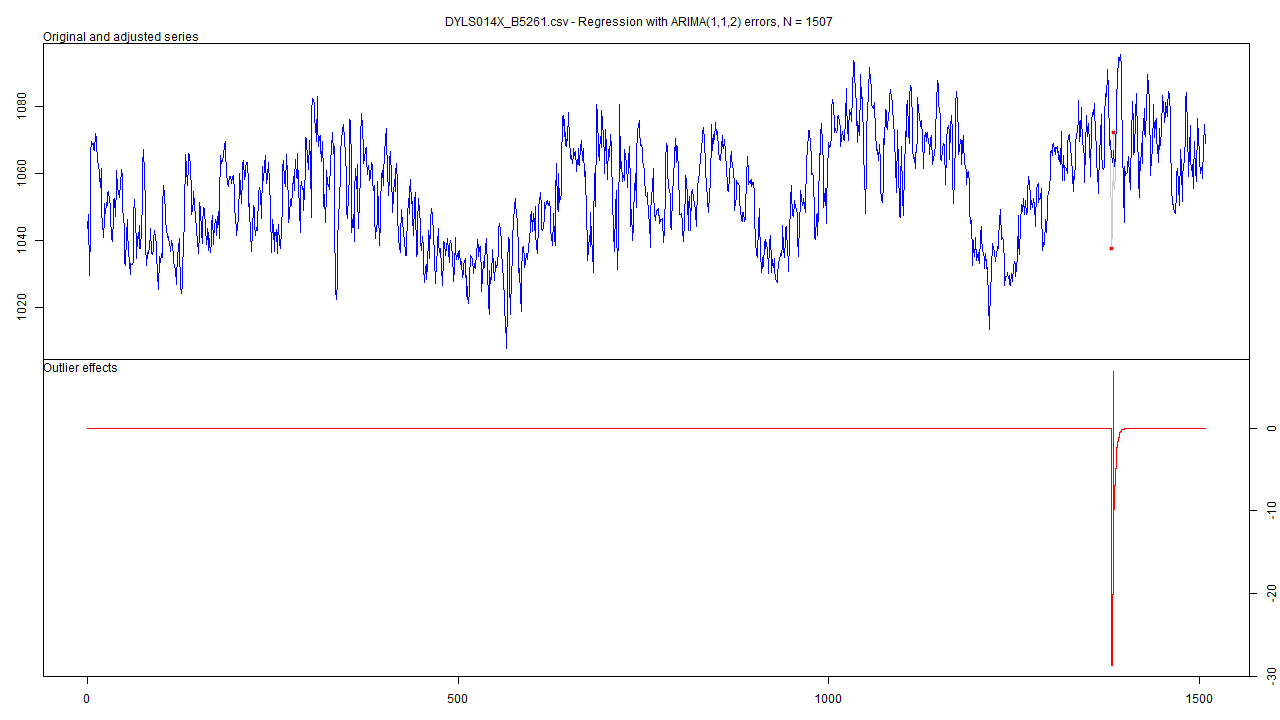 DYLS014X_B5261.csv - Regression with ARIMA(1,1,2) errors, N = 1507
Original and adjusted series
1080
1060
1040
1020
Outlier effects
0
-10
-20
-30
0 500 1000 1500